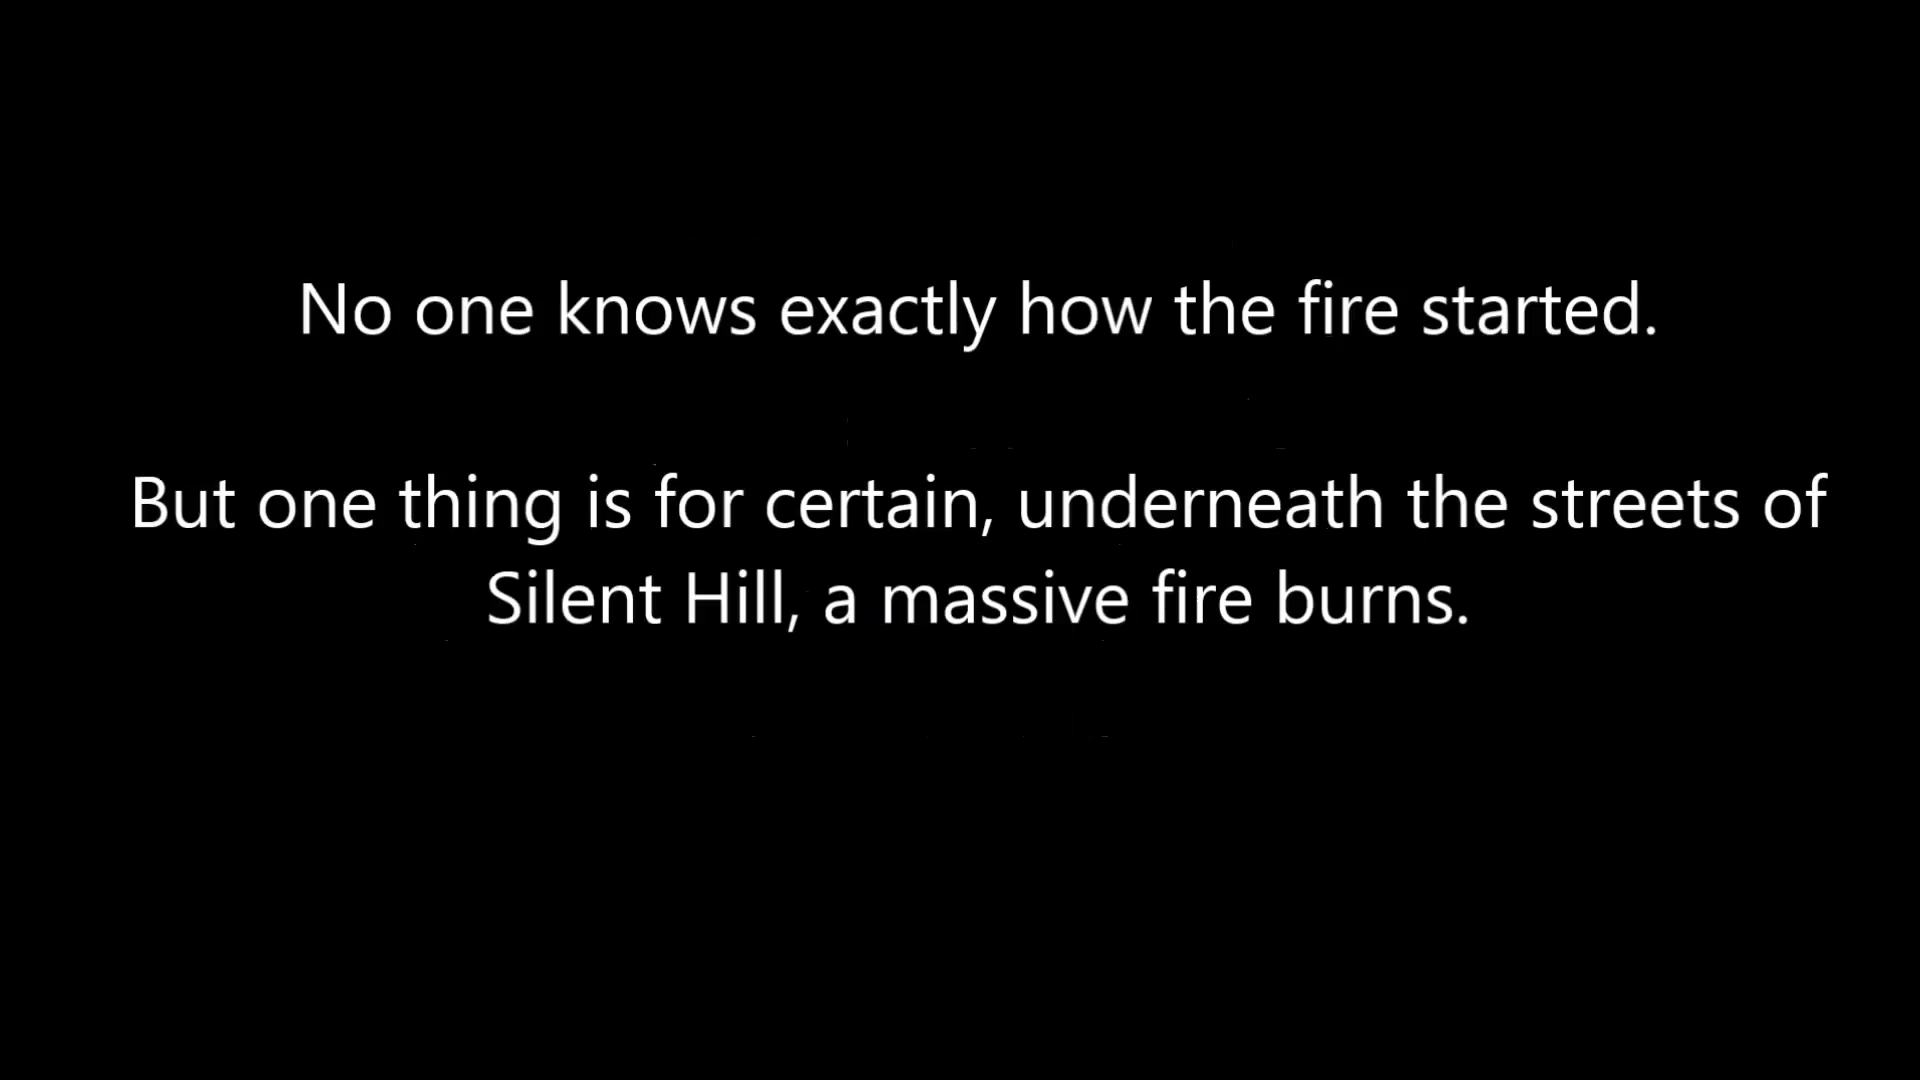 No one knows exactly how the fire started.
But one thing is for certain, underneath the streets of
Silent Hill, a massive fire burns.